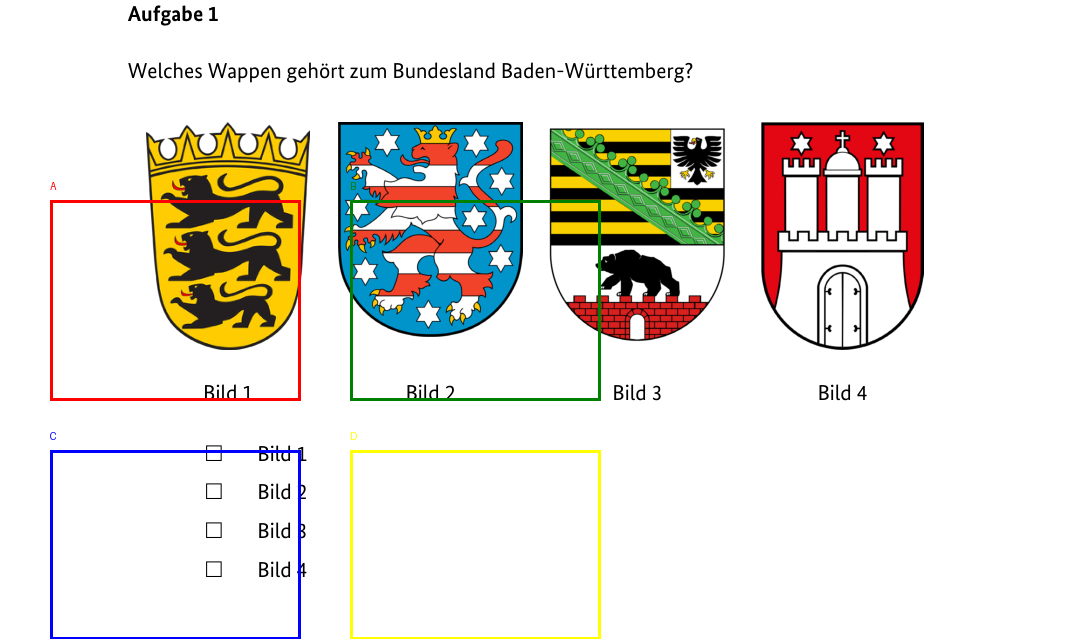 Aufgabe 1
Welches Wappen gehört zum Bundesland Baden-Württemberg?
A
B
Bild 1 Bild 2 Bild 3 Bild 4
C
D
☐ Bild 1
☐ Bild 2
☐ Bild 3
☐ Bild 4